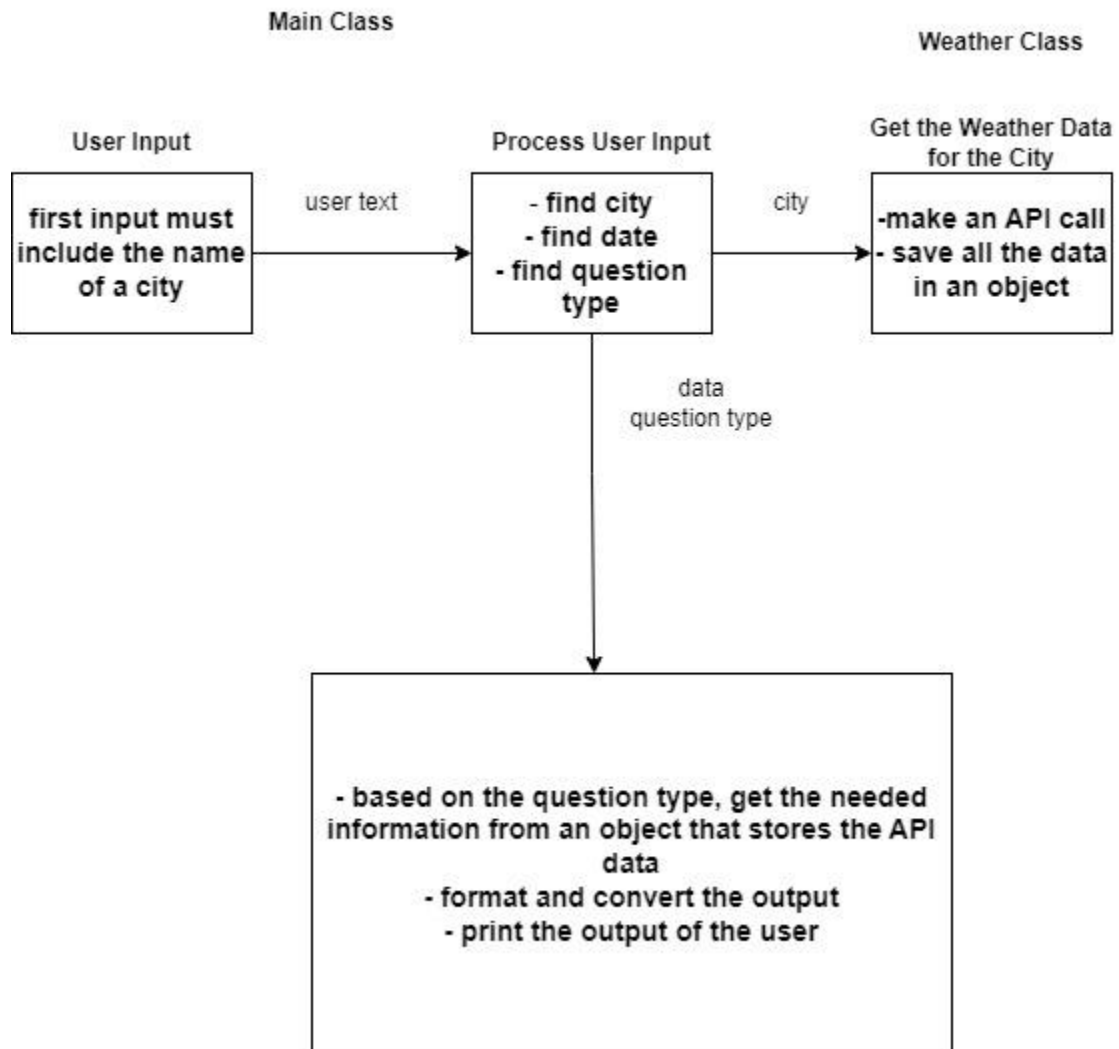 Main Class
Weather Class
User Input
Process User Input
Get the Weather Data
for the City
first input must
include the name
of a city
user text
- find city
- find date
- find question
type
city
-make an API call
- save all the data
in an object
data
question type
- based on the question type, get the needed
information from an object that stores the API
data
- format and convert the output
- print the output of the user